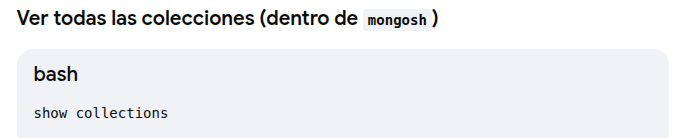 Ver todas las colecciones (dentro de mongosh)
bash
show collections